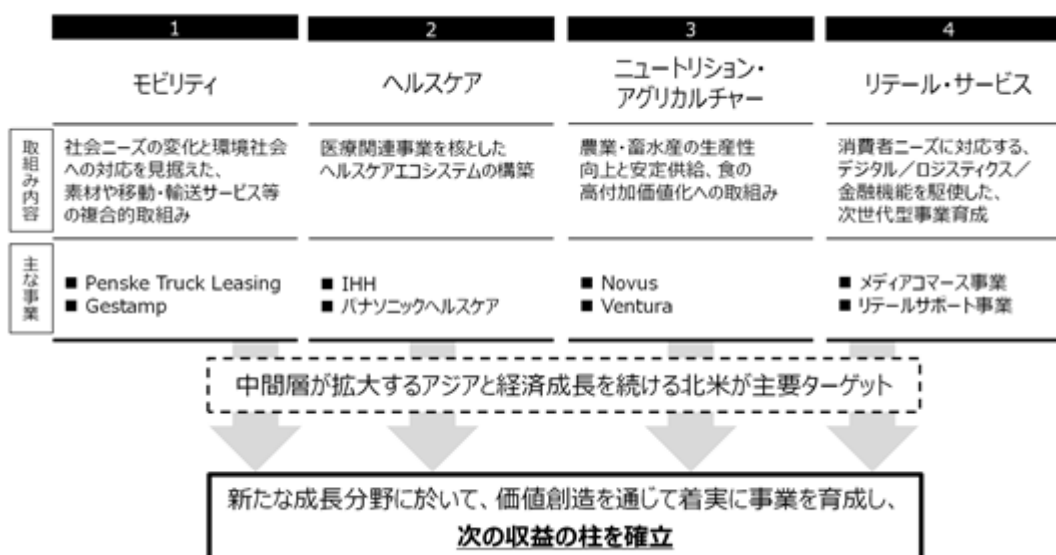 1
モビリティ
2
ヘルスケア
3
ニュートリション・
アグリカルチャー
4
リテール・サービス
取組み内容
社会ニーズの変化と環境社会
への対応を見据えた、
素材や移動・輸送サービス等
の複合的取組み
医療関連事業を核とした
ヘルスケアエコシステムの構築
農業・畜水産の生産性
向上と安定供給、食の
高付加価値化への取組み
消費者ニーズに対応する、
デジタル／ロジスティクス／
金融機能を駆使した、
次世代型事業育成
主な事業
■ Penske Truck Leasing
■ Gestamp
■ IHH
■ パナソニックヘルスケア
■ Novus
■ Ventura
■ メディアコマース事業
■ リテールサポート事業
中間層が拡大するアジアと経済成長を続ける北米が主要ターゲット
新たな成長分野に於いて、価値創造を通じて着実に事業を育成し、
次の収益の柱を確立